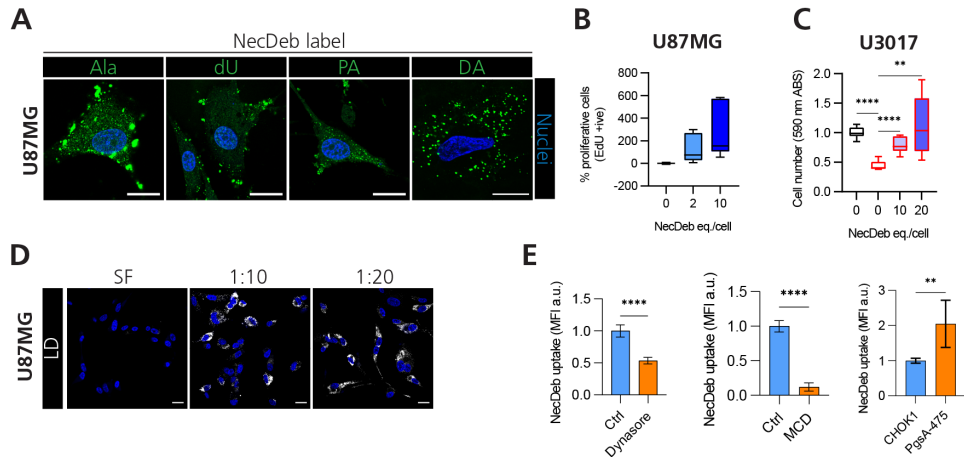 A
NecDeb label
Ala
dU
PA
DA
U87MG
Nuclei
B
U87MG
% proliferative cells
(EdU +ive)
800
600
400
200
0
-200
0
2
10
NecDeb eq./cell
C
U3017
Cell number (590 nm ABS)
2.0
1.5
1.0
0.5
0.0
**
****
****
0
0
10
20
NecDeb eq./cell
D
SF
1:10
1:20
U87MG
LD
E
NecDeb uptake (MFI a.u.)
1.5
1.0
0.5
0.0
****
Ctrl
Dynasore
NecDeb uptake (MFI a.u.)
1.5
1.0
0.5
0.0
****
Ctrl
MCD
NecDeb uptake (MFI a.u.)
3
2
1
0
**
CHOK1
PgsA-475